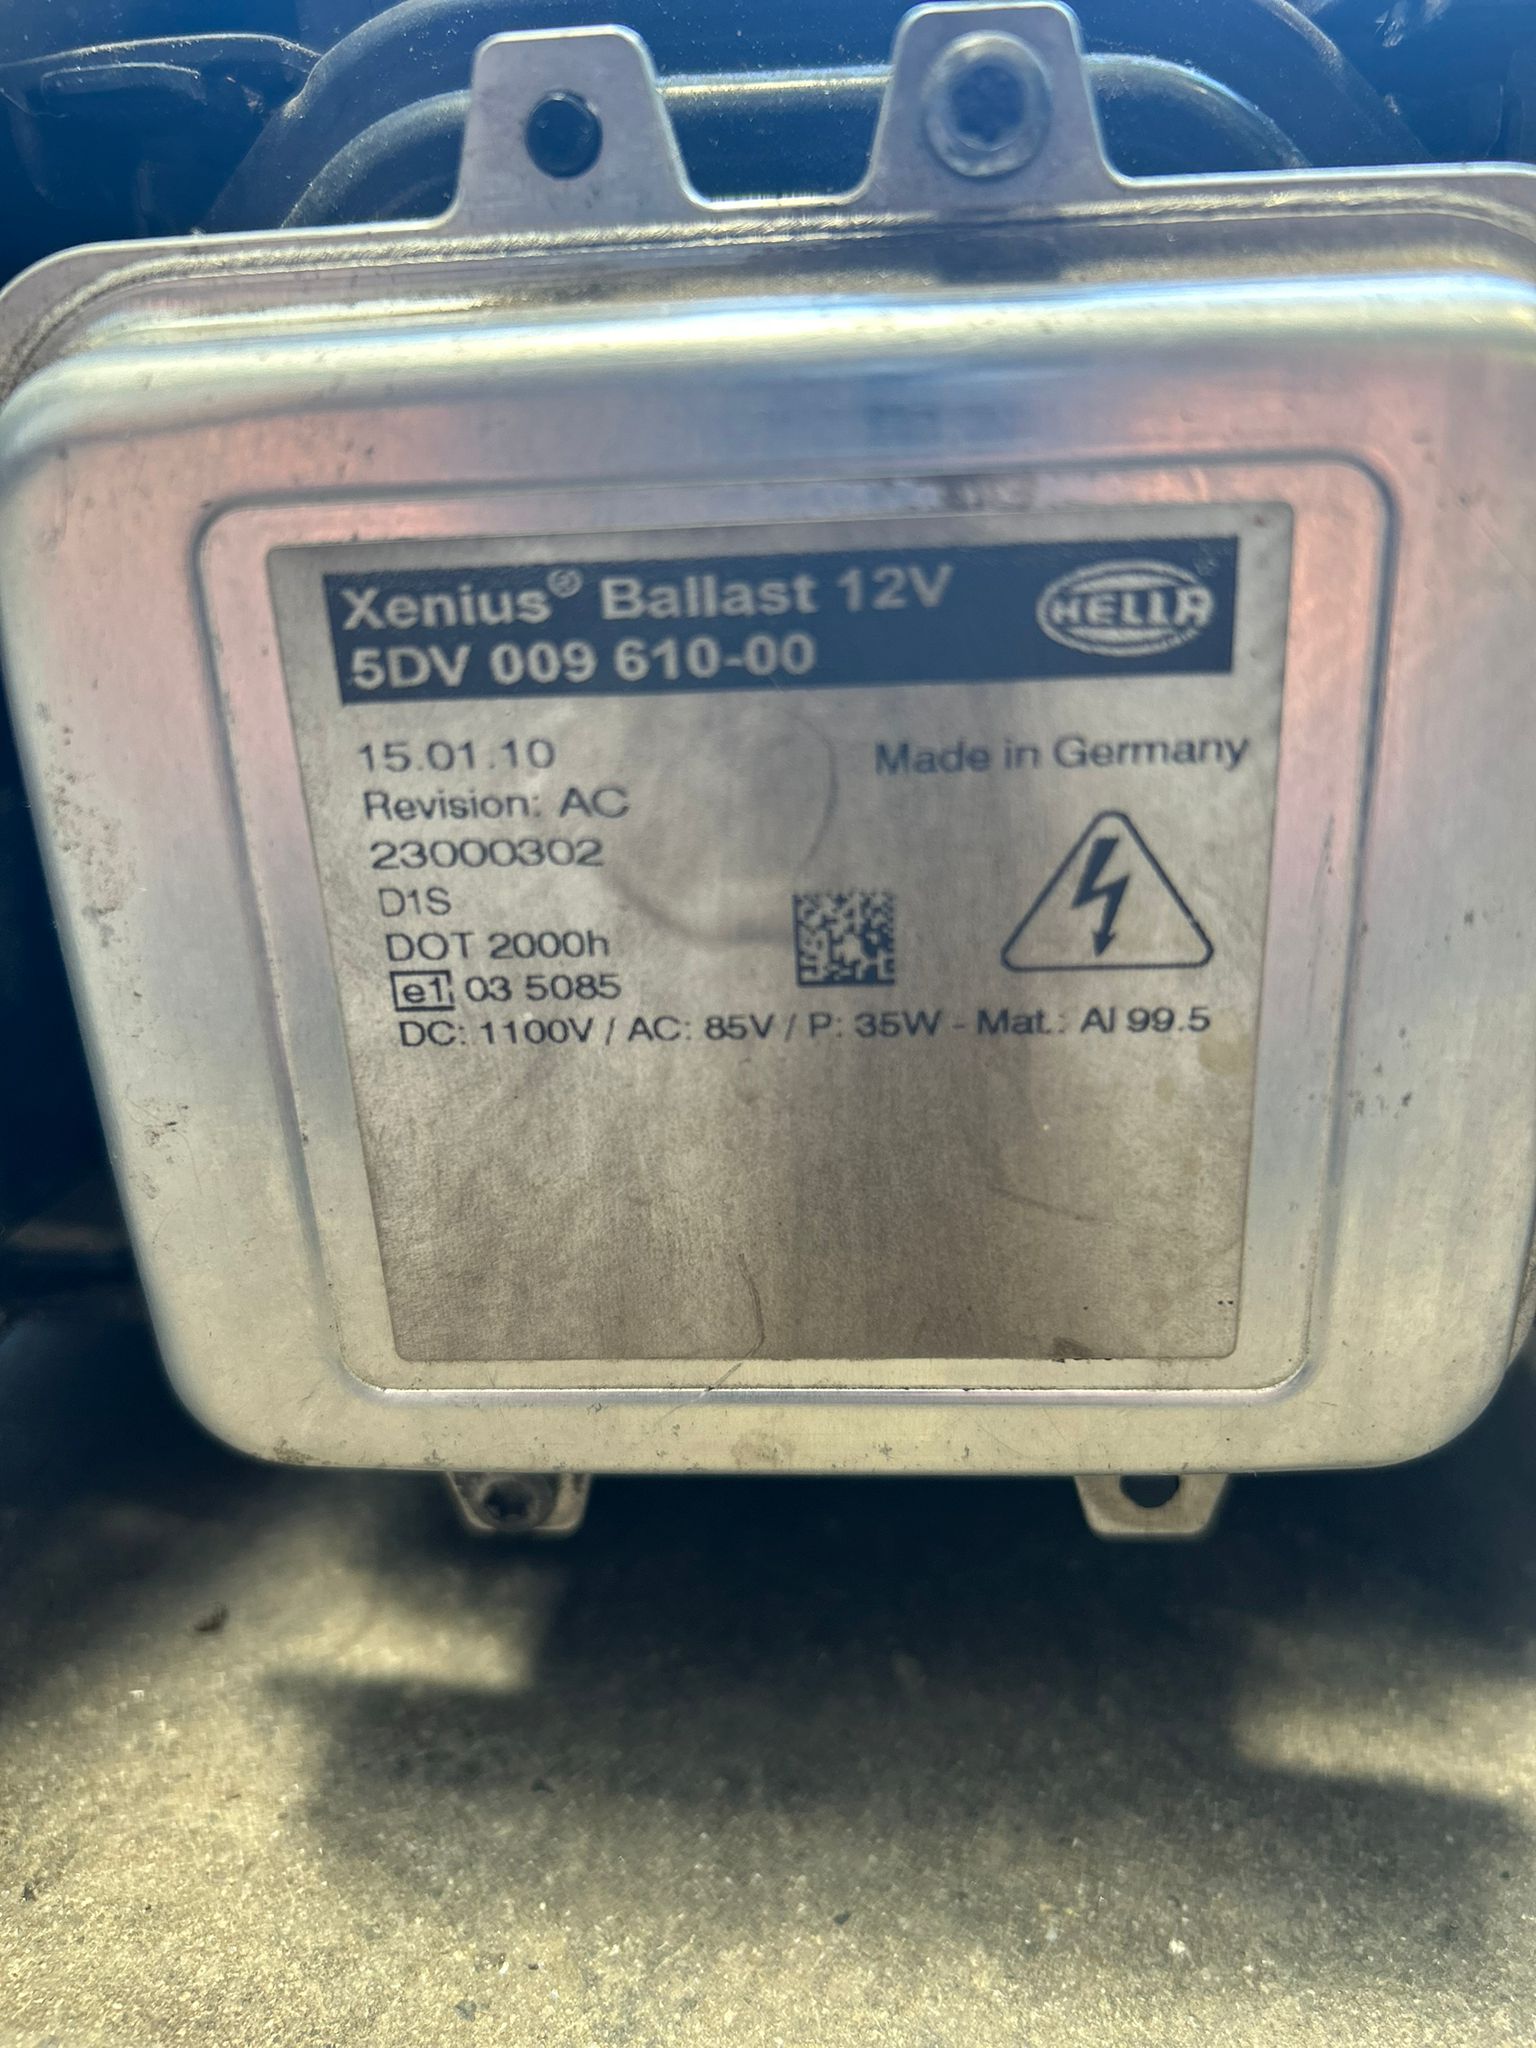 Xenius® Ballast 12V
5DV 009 610-00
HELLA
15.01.10
Made in Germany
Revision: AC
23000302
D1S
DOT 2000h
e1 03 5085
DC: 1100V / AC: 85V / P: 35W - Mat.: Al 99.5